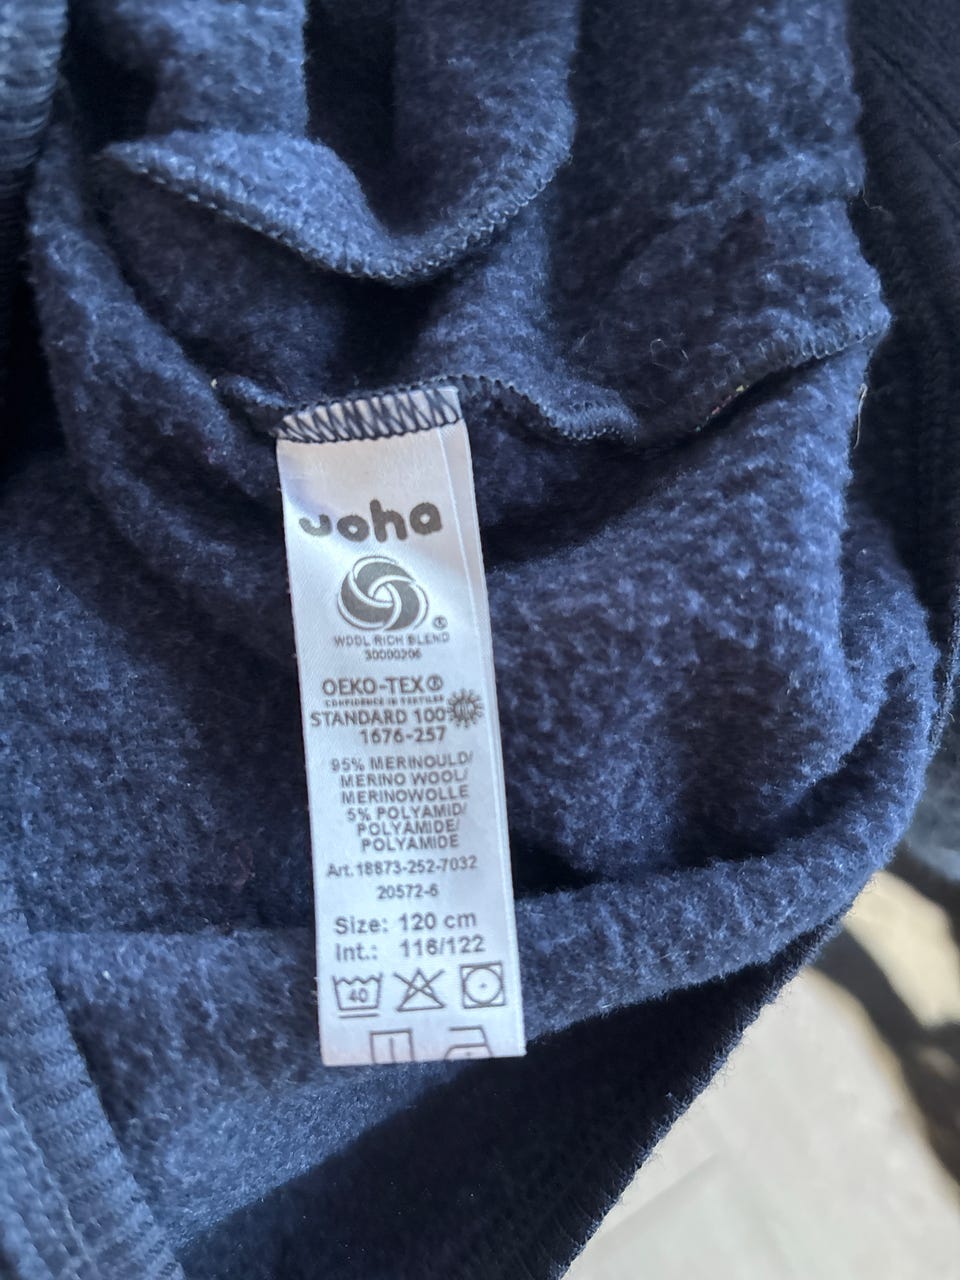 Joha
WOOL RICH BLEND
30000206
OEKO-TEX®
CONFIDENCE IN TEXTILES
STANDARD 100
1676-257
95% MERINOULD/
MERINO WOOL/
MERINOWOLLE
5% POLYAMID/
POLYAMIDE/
POLYAMIDE
Art. 18873-252-7032
20572-6
Size: 120 cm
Int.: 116/122
40